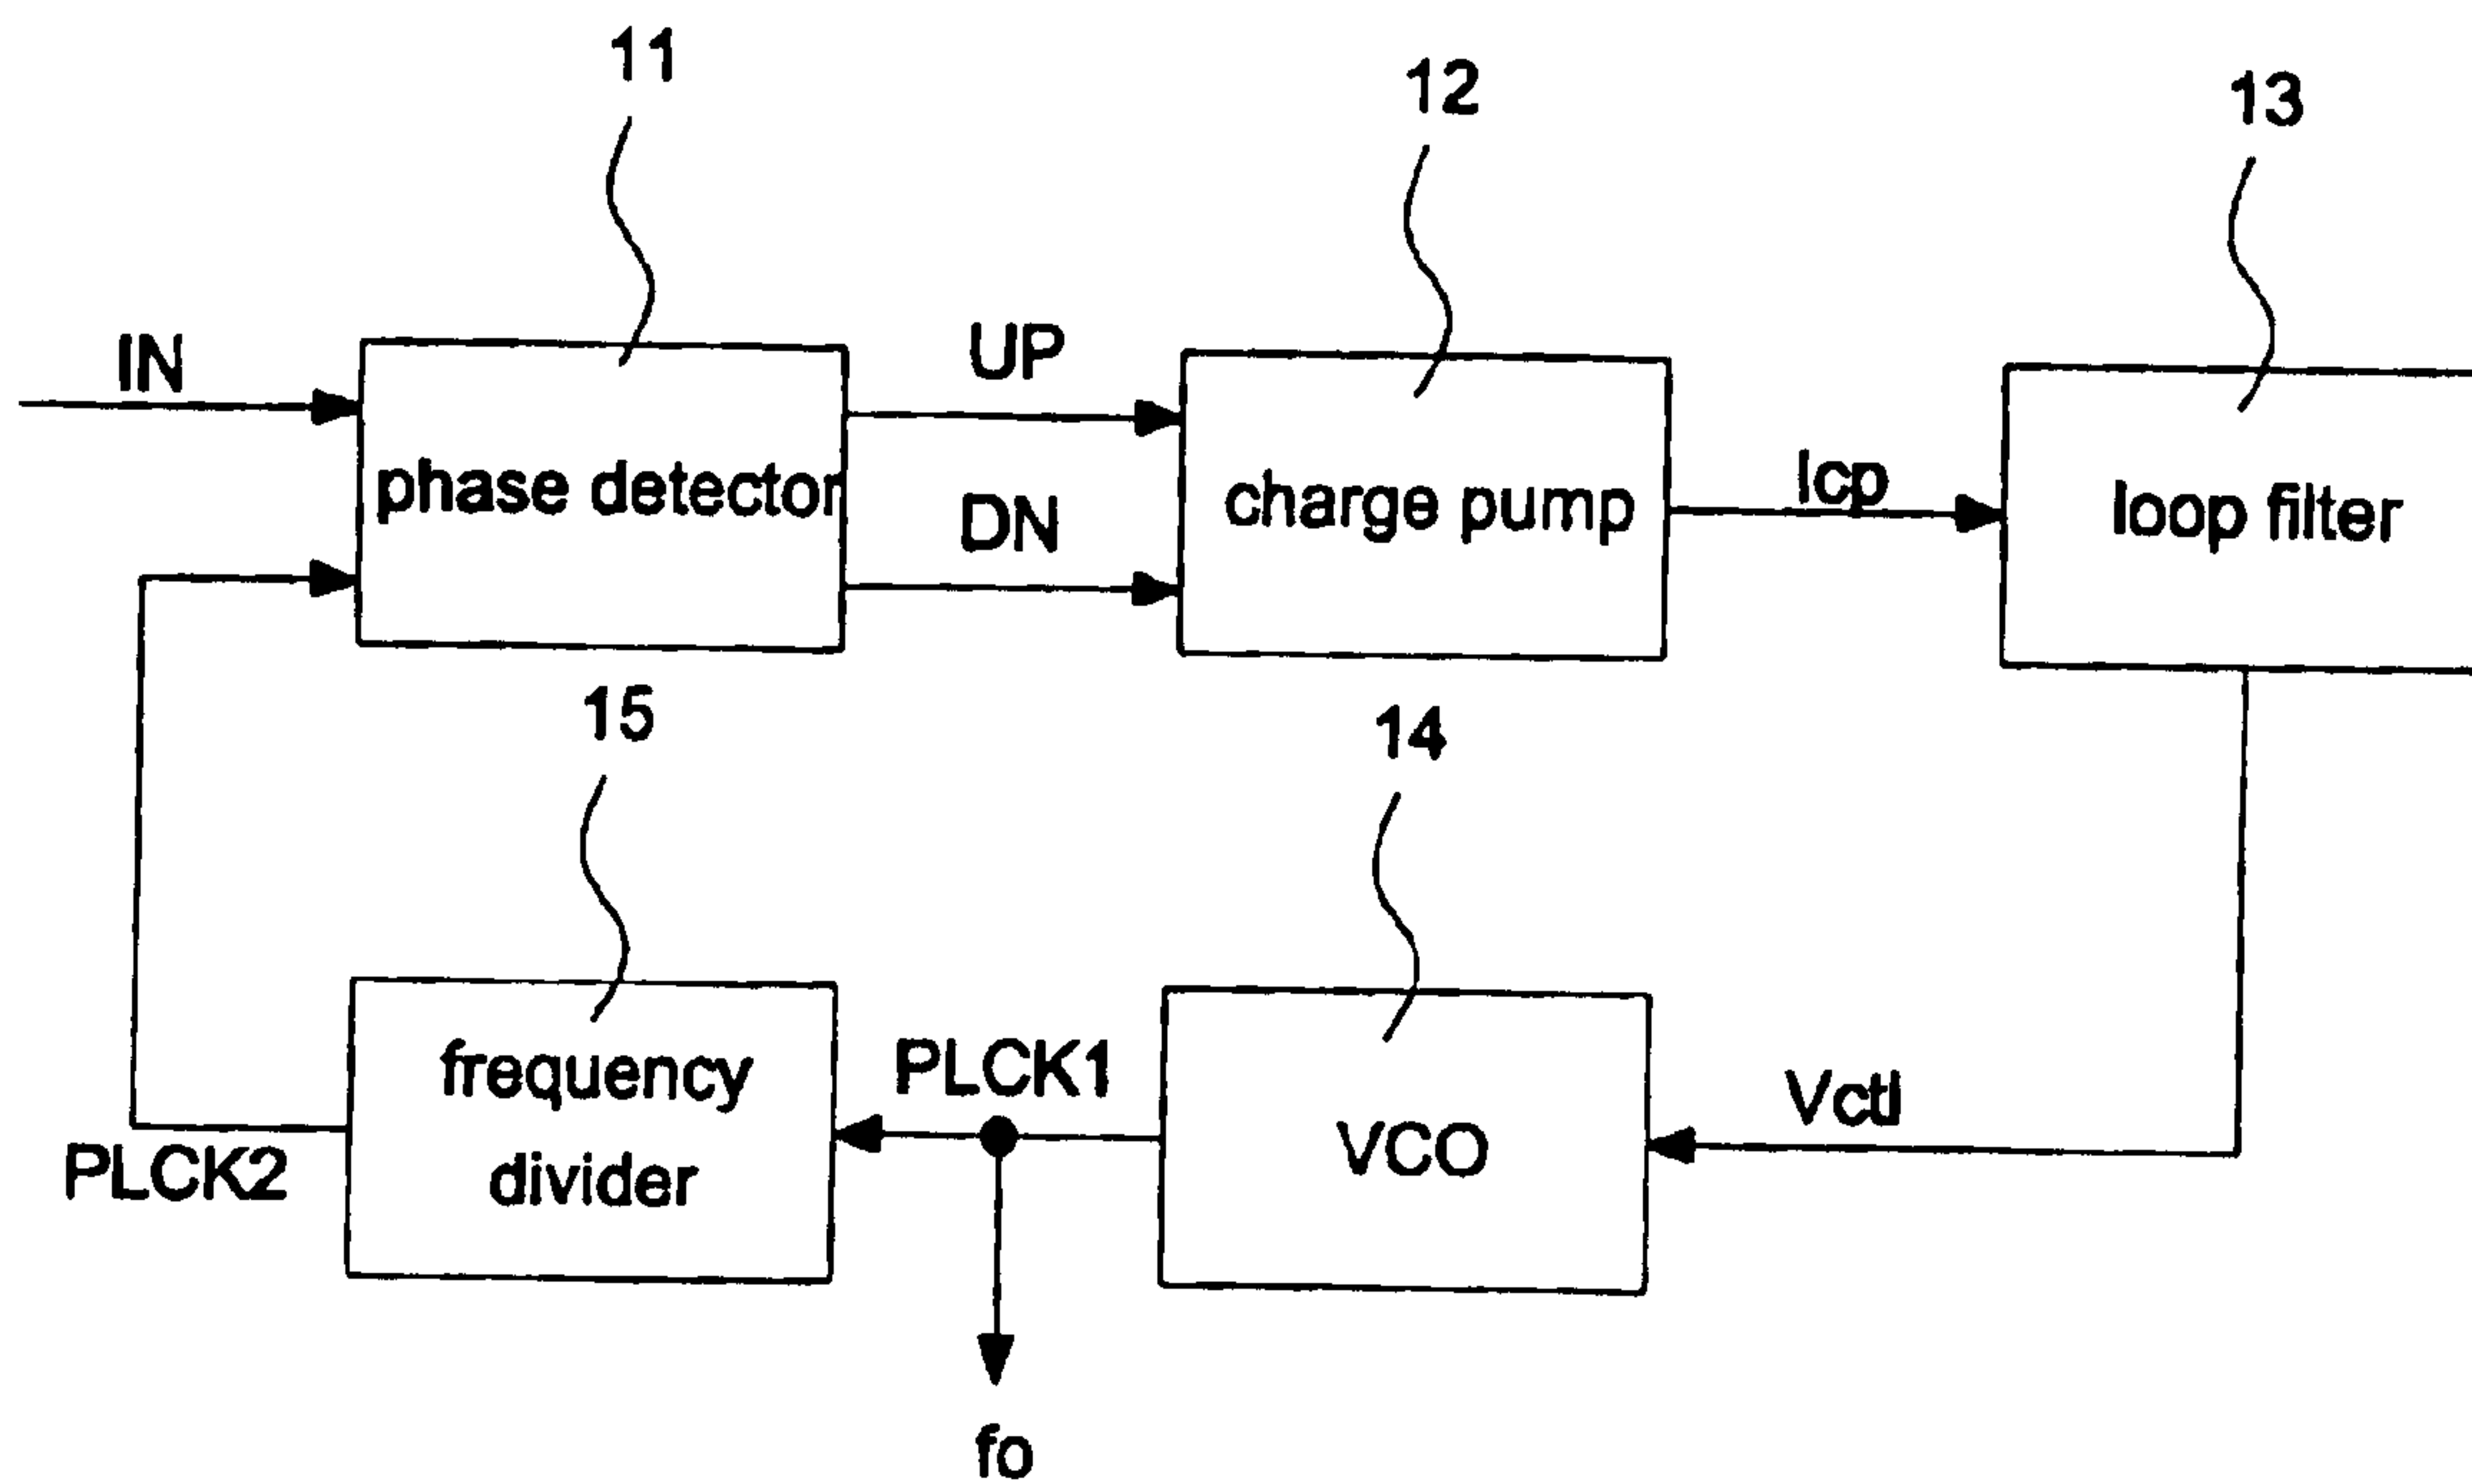 11
12
13
IN
UP
phase detector
DN
charge pump
Icp
loop filter
15
14
frequency
divider
PLCK1
VCO
Vctl
PLCK2
fo